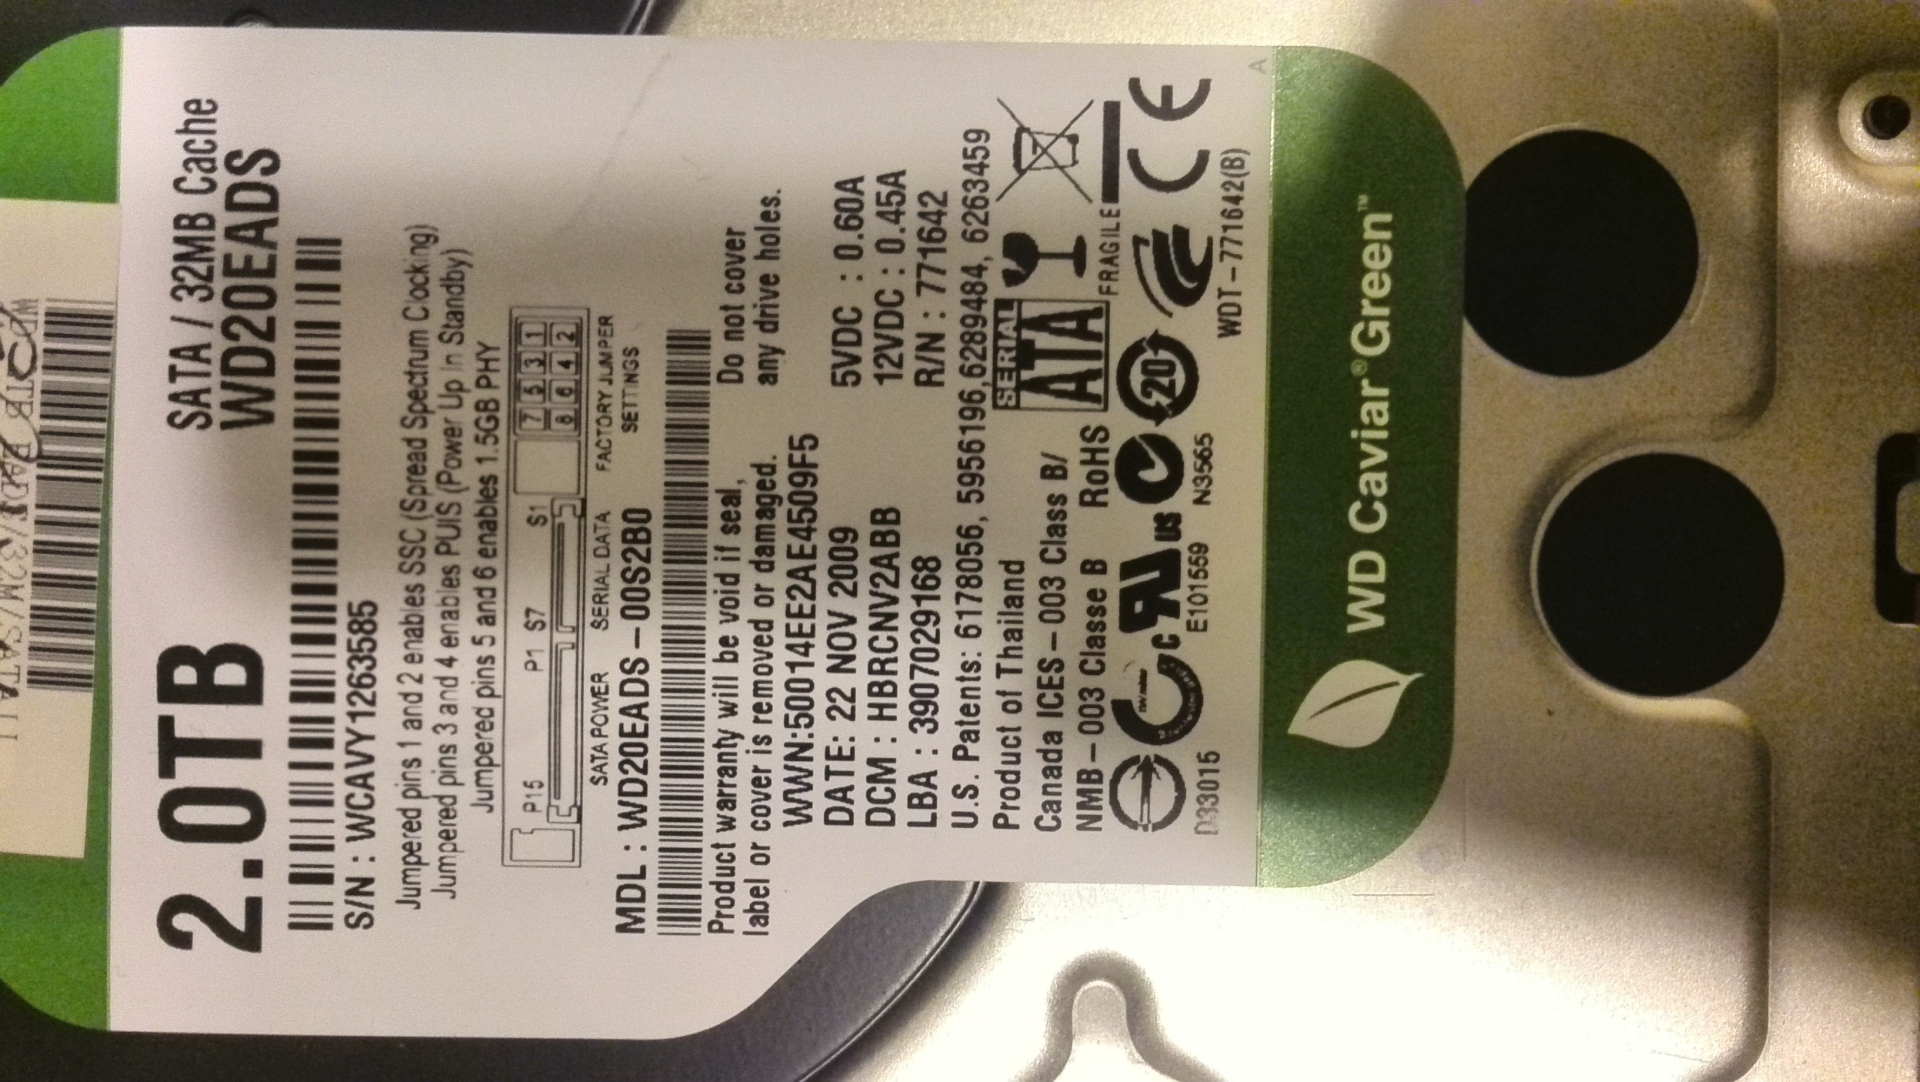 2.0TB
SATA / 32MB Cache
WD20EADS
S/N : WCAVY1263585
Jumpered pins 1 and 2 enables SSC (Spread Spectrum Clocking)
Jumpered pins 3 and 4 enables PUIS (Power Up In Standby)
Jumpered pins 5 and 6 enables 1.5GB PHY
P15 P1 S7 S1
7 5 3 1
8 6 4 2
SATA POWER SERIAL DATA FACTORY JUMPER
SETTINGS
MDL : WD20EADS – 00S2B0
Product warranty will be void if seal,
label or cover is removed or damaged.
Do not cover
any drive holes.
WWN:50014EE2AE4509F5
DATE: 22 NOV 2009
DCM : HBRCNV2ABB
LBA : 3907029168
5VDC : 0.60A
12VDC : 0.45A
R/N : 771642
U.S. Patents: 6178056, 5956196,6289484, 6263459
Product of Thailand
Canada ICES–003 Class B/
NMB–003 Classe B RoHS
SERIAL
ATA
FRAGILE
CE
c US
20
D33015 E101559 N3565
WDT–771642(B)
A
WD Caviar® Green™